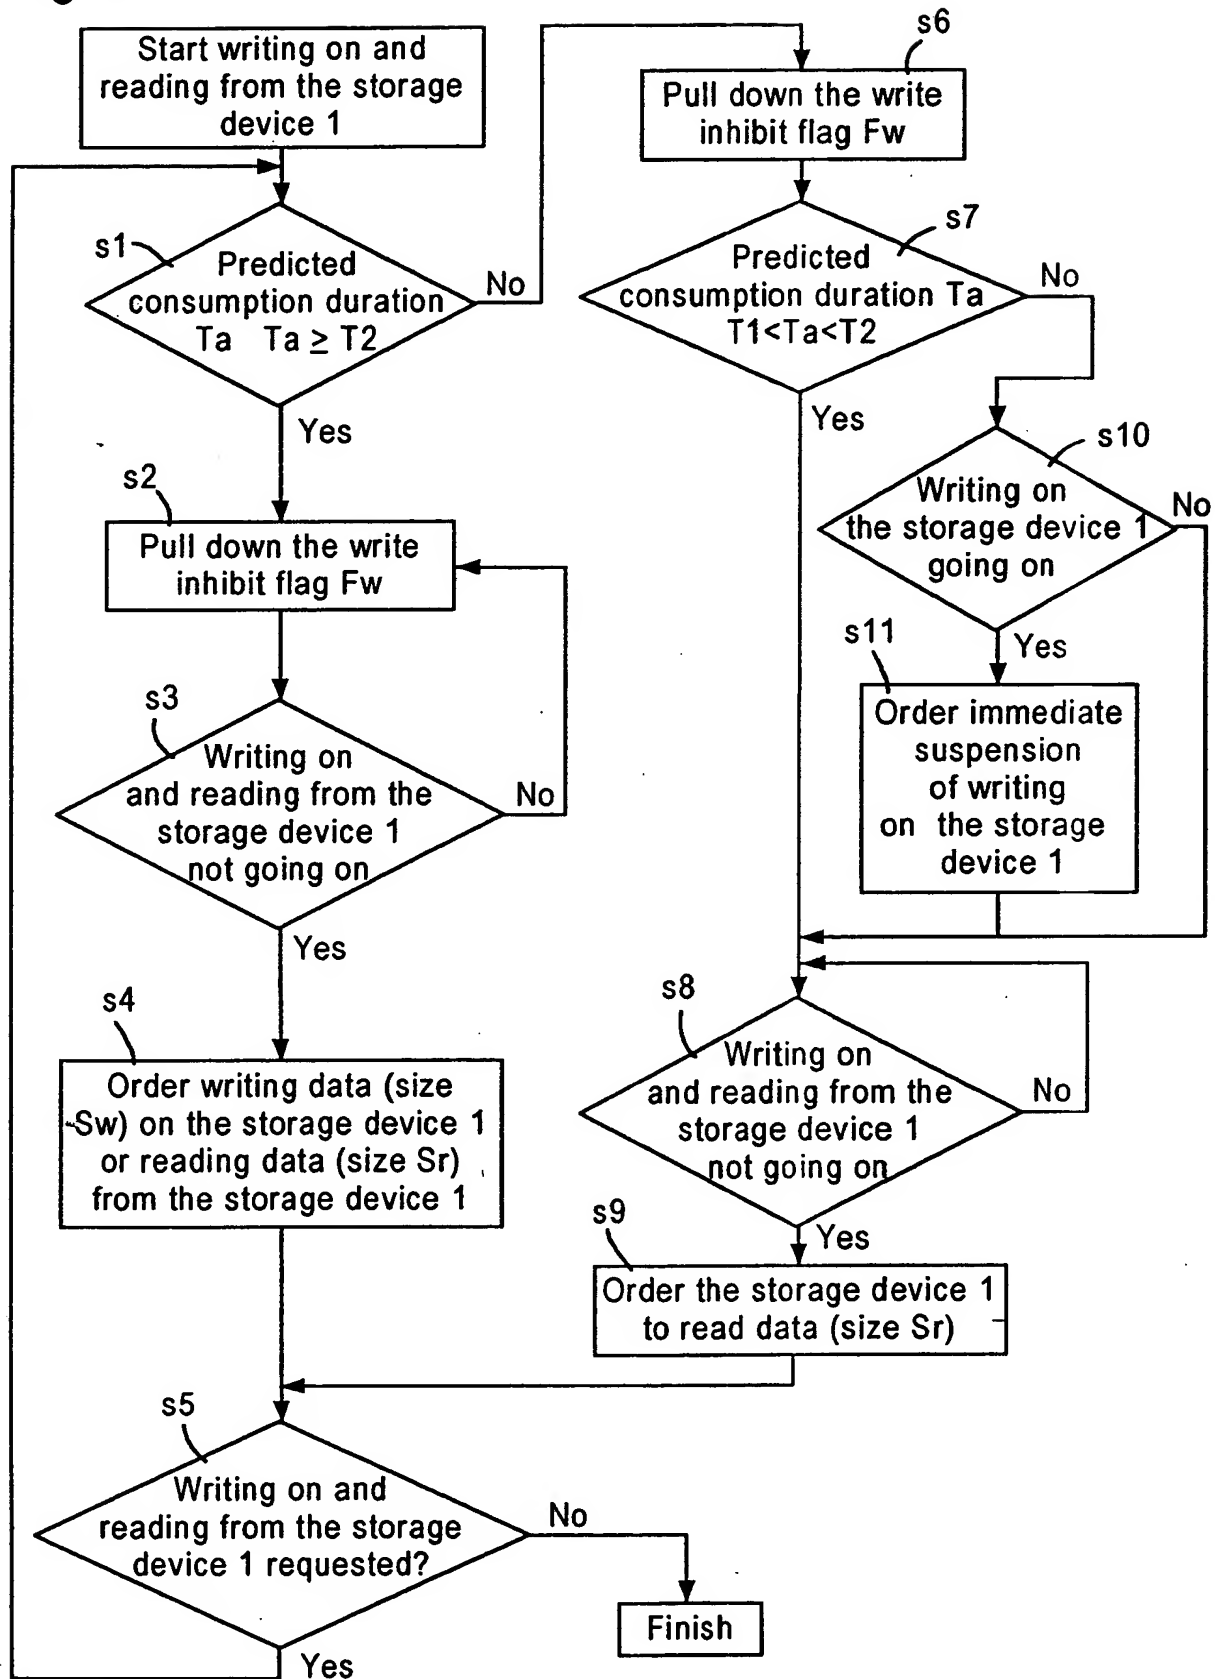 Start writing on and
reading from the storage
device 1
s1
Predicted
consumption duration
Ta Ta ≥ T2
No
Yes
s2
Pull down the write
inhibit flag Fw
s3
Writing on
and reading from the
storage device 1
not going on
No
Yes
s4
Order writing data (size
Sw) on the storage device 1
or reading data (size Sr)
from the storage device 1
s5
Writing on and
reading from the storage
device 1 requested?
No
Yes
Finish
s6
Pull down the write
inhibit flag Fw
s7
Predicted
consumption duration Ta
T1<Ta<T2
No
Yes
s10
Writing on
the storage device 1
going on
No
Yes
s11
Order immediate
suspension
of writing
on the storage
device 1
s8
Writing on
and reading from the
storage device 1
not going on
No
Yes
s9
Order the storage device 1
to read data (size Sr)